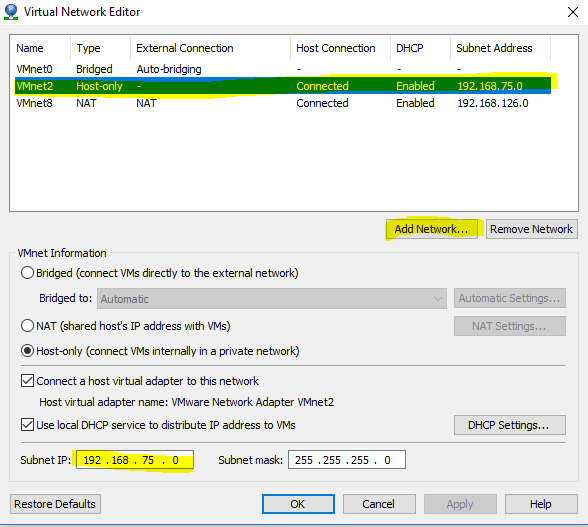 Virtual Network Editor
Name Type External Connection Host Connection DHCP Subnet Address
VMnet0 Bridged Auto-bridging - - -
VMnet2 Host-only - Connected Enabled 192.168.75.0
VMnet8 NAT NAT Connected Enabled 192.168.126.0
Add Network... Remove Network
VMnet Information
Bridged (connect VMs directly to the external network)
Bridged to: Automatic Automatic Settings...
NAT (shared host's IP address with VMs) NAT Settings...
Host-only (connect VMs internally in a private network)
Connect a host virtual adapter to this network
Host virtual adapter name: VMware Network Adapter VMnet2
Use local DHCP service to distribute IP address to VMs DHCP Settings...
Subnet IP: 192 . 168 . 75 . 0 Subnet mask: 255 . 255 . 255 . 0
Restore Defaults OK Cancel Apply Help